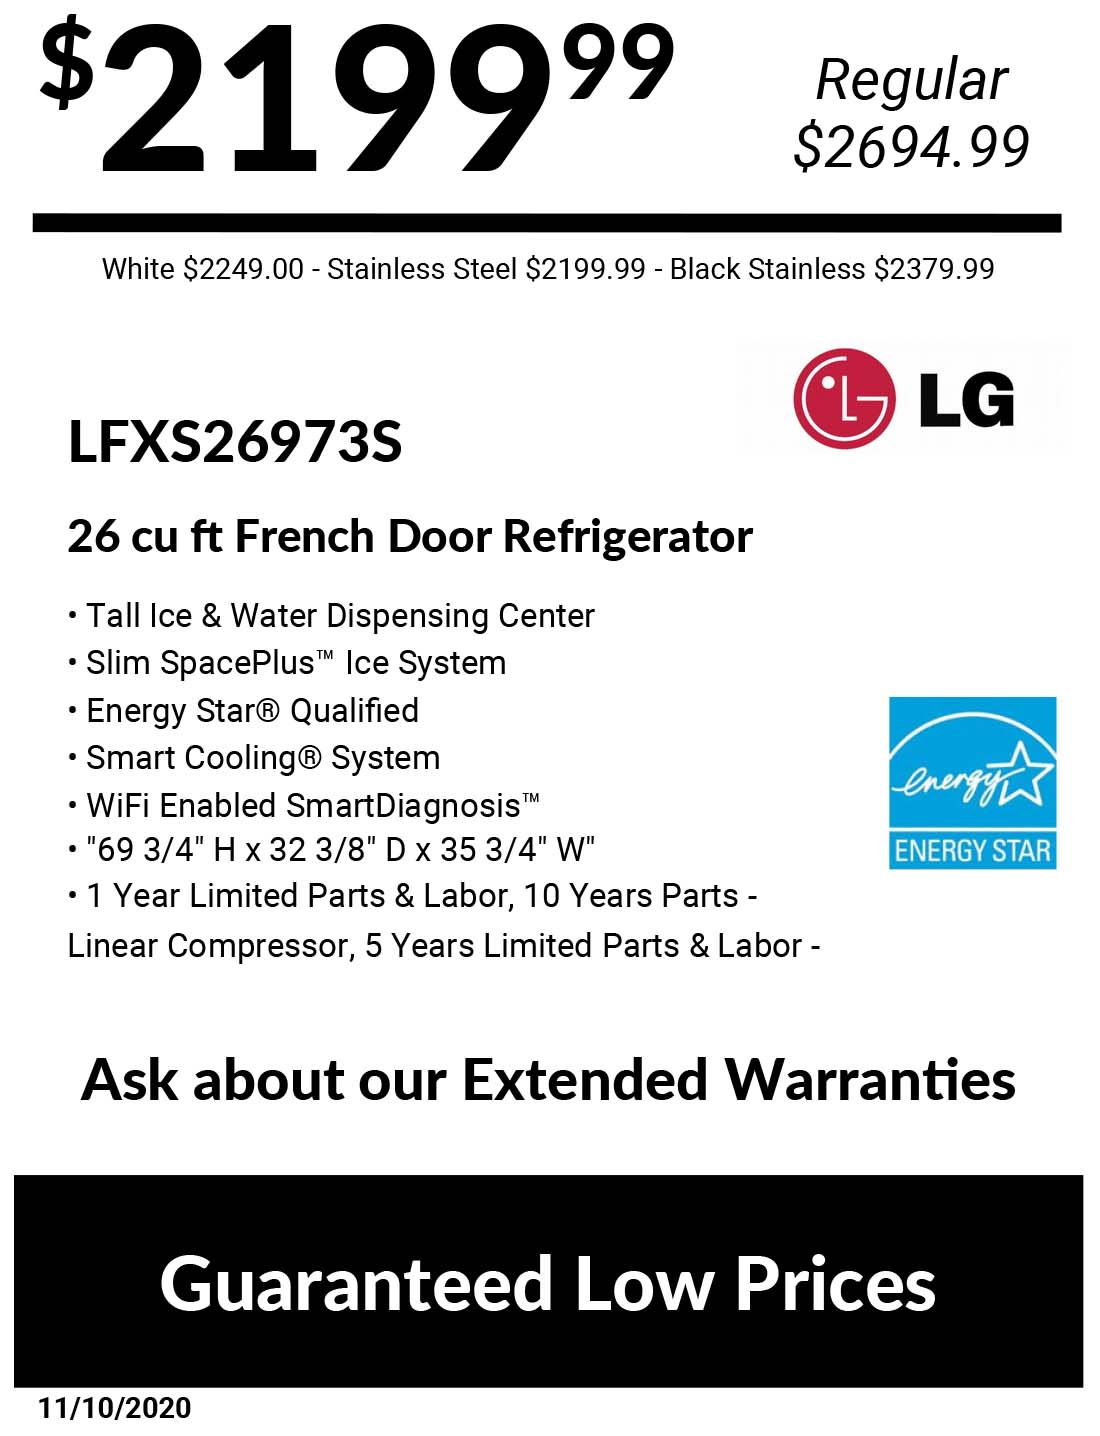 $2199 99
Regular
$2694.99
White $2249.00 - Stainless Steel $2199.99 - Black Stainless $2379.99
LG
LFXS26973S
26 cu ft French Door Refrigerator
• Tall Ice & Water Dispensing Center
• Slim SpacePlus™ Ice System
• Energy Star® Qualified
• Smart Cooling® System
• WiFi Enabled SmartDiagnosis™
• "69 3/4" H x 32 3/8" D x 35 3/4" W"
• 1 Year Limited Parts & Labor, 10 Years Parts -
Linear Compressor, 5 Years Limited Parts & Labor -
energy
ENERGY STAR
Ask about our Extended Warranties
Guaranteed Low Prices
11/10/2020